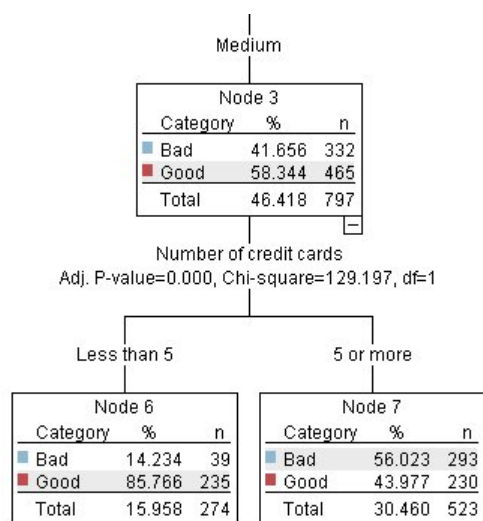 Medium
Node 3
Category % n
Bad 41.656 332
Good 58.344 465
Total 46.418 797
Number of credit cards
Adj. P-value=0.000, Chi-square=129.197, df=1
Less than 5
5 or more
Node 6
Category % n
Bad 14.234 39
Good 85.766 235
Total 15.958 274
Node 7
Category % n
Bad 56.023 293
Good 43.977 230
Total 30.460 523